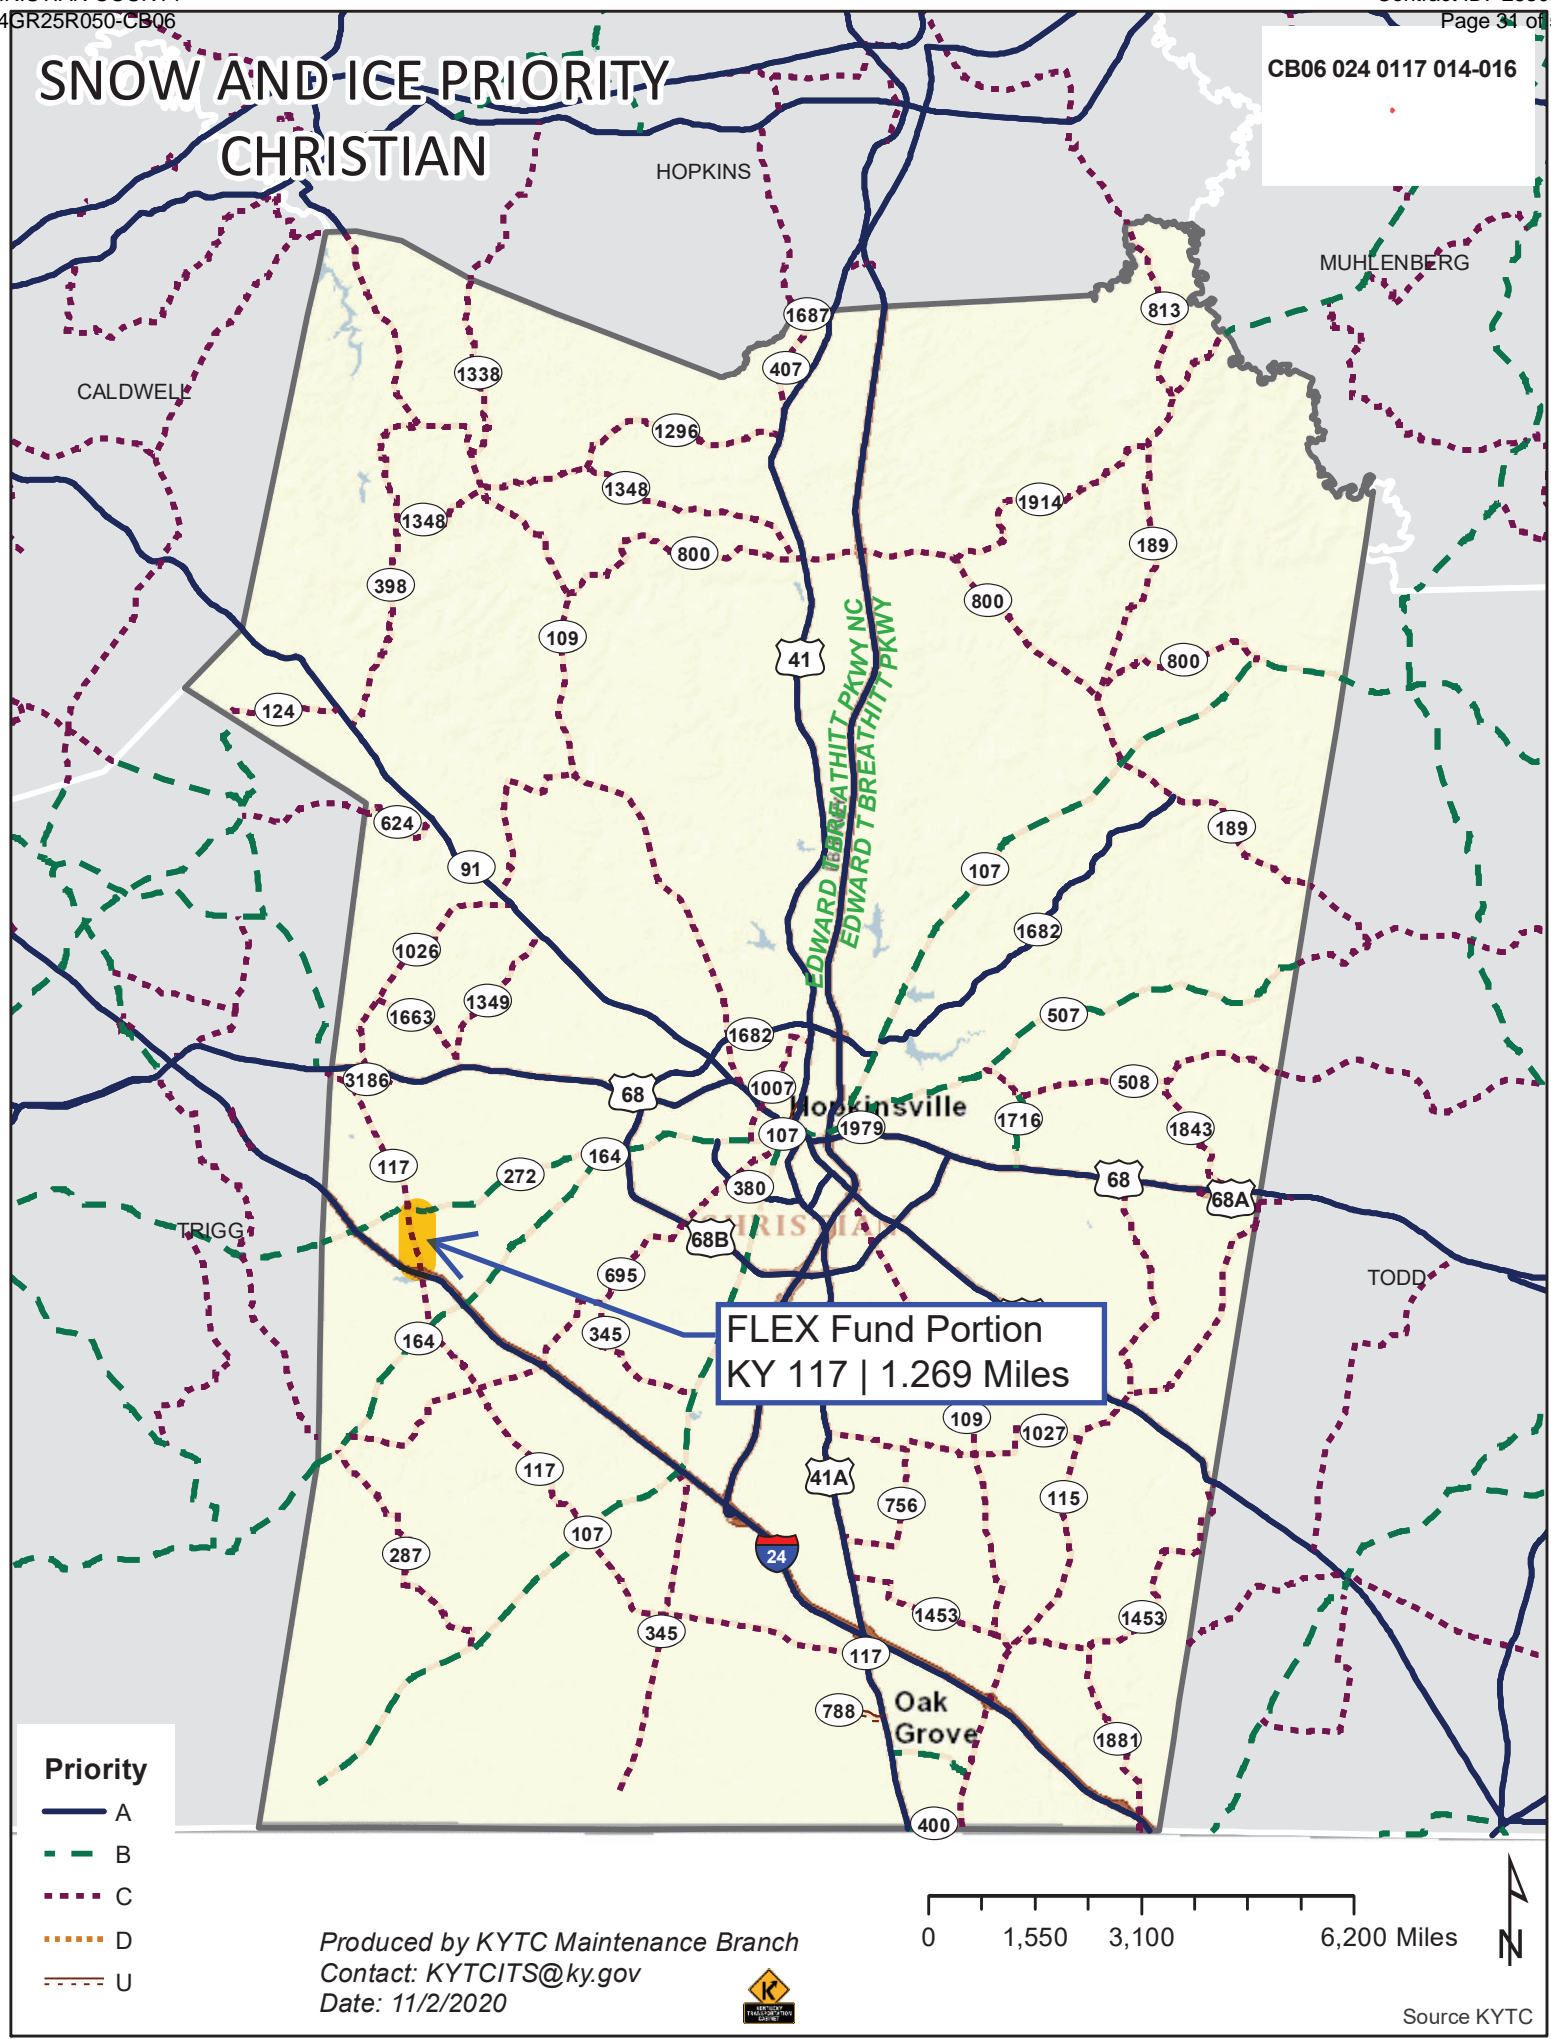 4GR25R050-CB06
Page 31 of
SNOW AND ICE PRIORITY
CHRISTIAN
CB06 024 0117 014-016
HOPKINS
MUHLENBERG
CALDWELL
TRIGG
TODD
1687
813
407
1338
1296
1348
1914
1348
189
800
398
800
109
41
800
124
EDWARD T BREATHITT PKWY NC
EDWARD T BREATHITT PKWY
624
189
91
107
1682
1026
1349
1663
507
1682
3186
68
1007
508
Hopkinsville
1716
107
1979
1843
164
117
272
380
68
68A
CHRISTIAN
68B
695
345
164
FLEX Fund Portion
KY 117 | 1.269 Miles
109
1027
117
41A
756
115
107
24
287
1453
1453
345
117
788
Oak
Grove
1881
400
Priority
A
B
C
D
U
0
1,550
3,100
6,200 Miles
N
Produced by KYTC Maintenance Branch
Contact: KYTCITS@ky.gov
Date: 11/2/2020
KENTUCKY
TRANSPORTATION
CABINET
Source KYTC